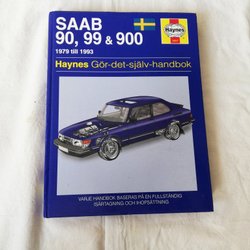 SAAB
90, 99 & 900
1979 till 1993
Haynes
Haynes Gör-det-själv-handbok
VARJE HANDBOK BASERAS PÅ EN FULLSTÄNDIG
ISÄRTAGNING OCH IHOPSÄTTNING